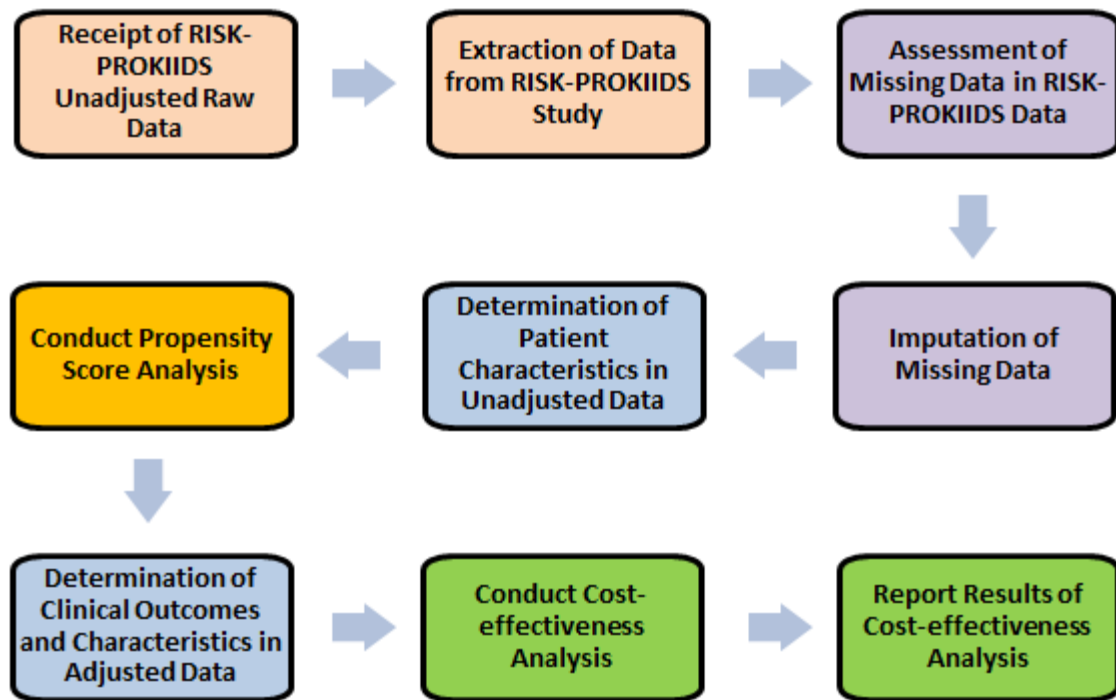 Receipt of RISK-
PROKIIDS
Unadjusted Raw
Data
Extraction of Data
from RISK-PROKIIDS
Study
Assessment of
Missing Data in RISK-
PROKIIDS Data
Imputation of
Missing Data
Determination of
Patient
Characteristics in
Unadjusted Data
Conduct Propensity
Score Analysis
Determination of
Clinical Outcomes
and Characteristics in
Adjusted Data
Conduct Cost-
effectiveness
Analysis
Report Results of
Cost-effectiveness
Analysis